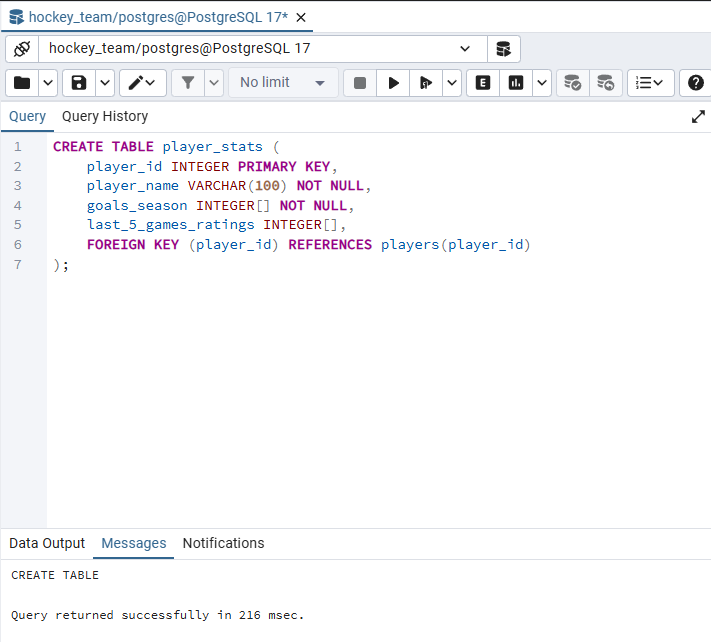 hockey_team/postgres@PostgreSQL 17*
hockey_team/postgres@PostgreSQL 17
No limit
E
Query Query History
1 CREATE TABLE player_stats (
2     player_id INTEGER PRIMARY KEY,
3     player_name VARCHAR(100) NOT NULL,
4     goals_season INTEGER[] NOT NULL,
5     last_5_games_ratings INTEGER[],
6     FOREIGN KEY (player_id) REFERENCES players(player_id)
7 );
Data Output Messages Notifications
CREATE TABLE
Query returned successfully in 216 msec.